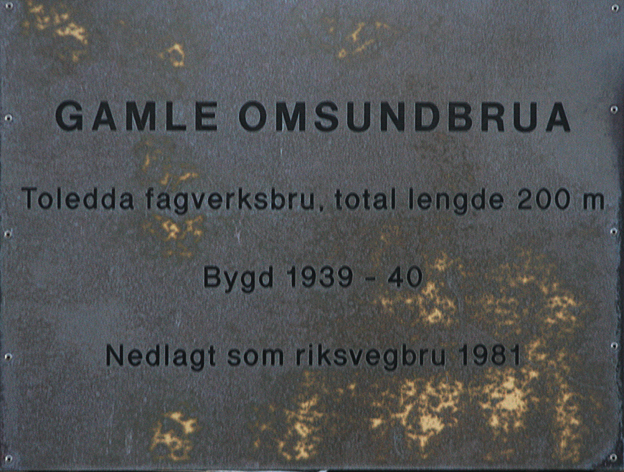 GAMLE OMSUNDBRUA
Toledda fagverksbru, total lengde 200 m
Bygd 1939 - 40
Nedlagt som riksvegbru 1981